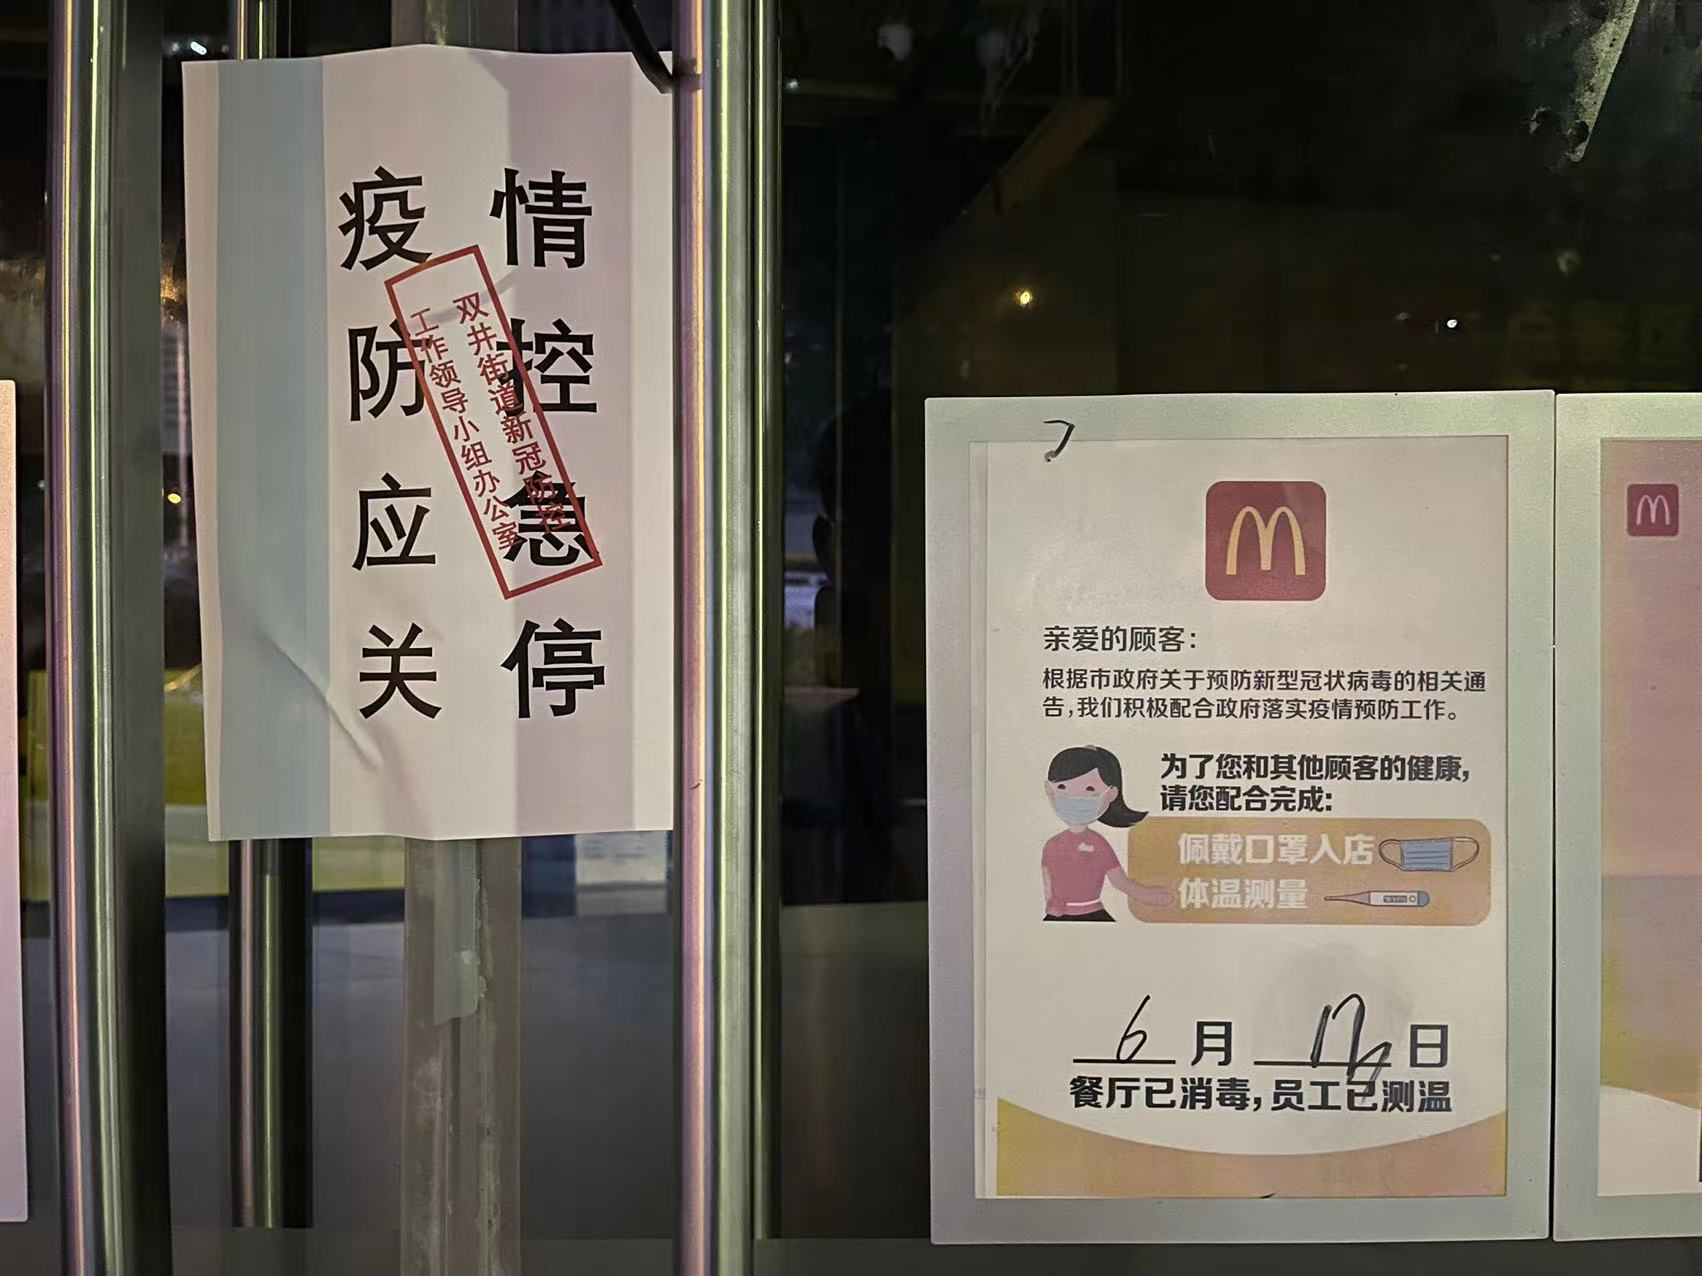 疫情
防控
应急
关停
双井街道新冠防控
工作领导小组办公室
亲爱的顾客：
根据市政府关于预防新型冠状病毒的相关通
告，我们积极配合政府落实疫情预防工作。
为了您和其他顾客的健康，
请您配合完成：
佩戴口罩入店
体温测量
6月 日
餐厅已消毒，员工已测温